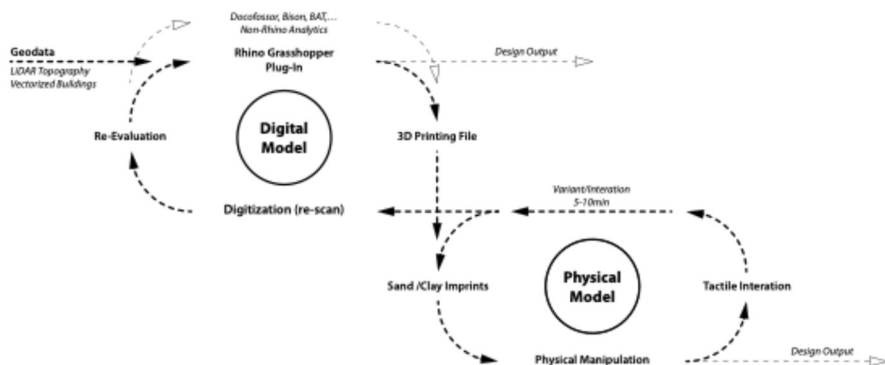 Docofossor, Bison, BAT,...
Non-Rhino Analytics
Geodata
LiDAR Topography
Vectorized Buildings
Rhino Grasshopper
Plug-In
Design Output
Re-Evaluation
Digital
Model
3D Printing File
Digitization (re-scan)
Variant/Interation
5-10min
Sand /Clay Imprints
Physical
Model
Tactile Interation
Physical Manipulation
Design Output